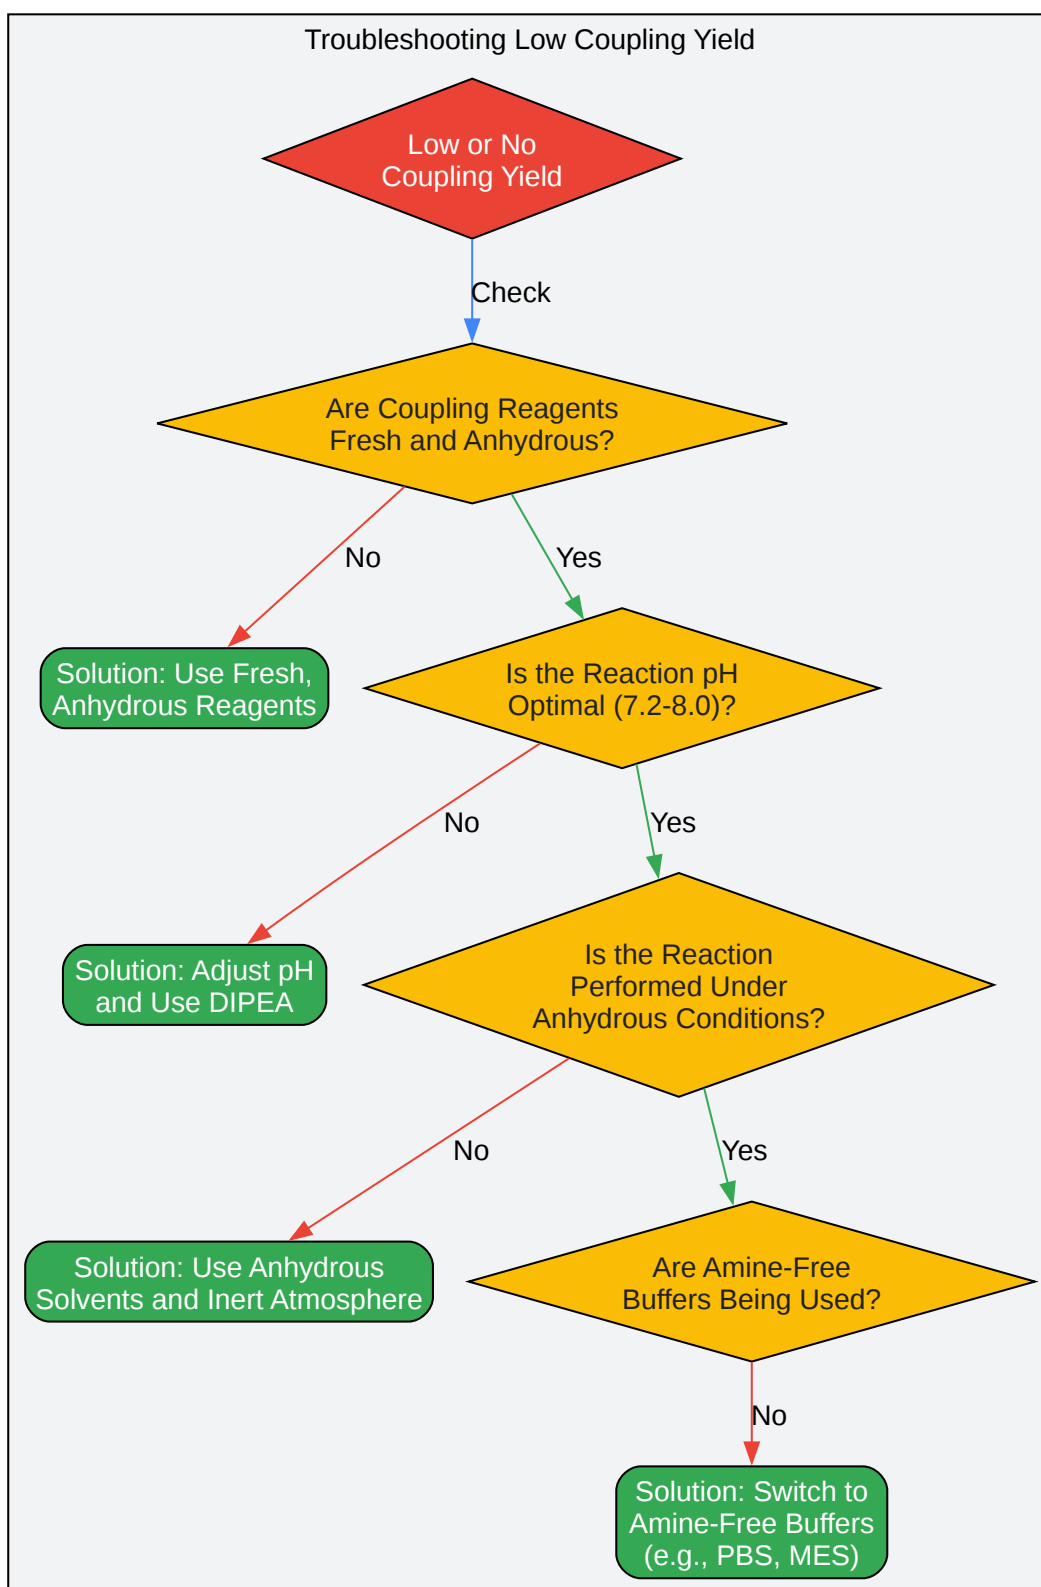 Troubleshooting Low Coupling Yield
Low or No
Coupling Yield
Check
Are Coupling Reagents
Fresh and Anhydrous?
No
Yes
Solution: Use Fresh,
Anhydrous Reagents
Is the Reaction pH
Optimal (7.2-8.0)?
No
Yes
Solution: Adjust pH
and Use DIPEA
Is the Reaction
Performed Under
Anhydrous Conditions?
No
Yes
Solution: Use Anhydrous
Solvents and Inert Atmosphere
Are Amine-Free
Buffers Being Used?
No
Solution: Switch to
Amine-Free Buffers
(e.g., PBS, MES)